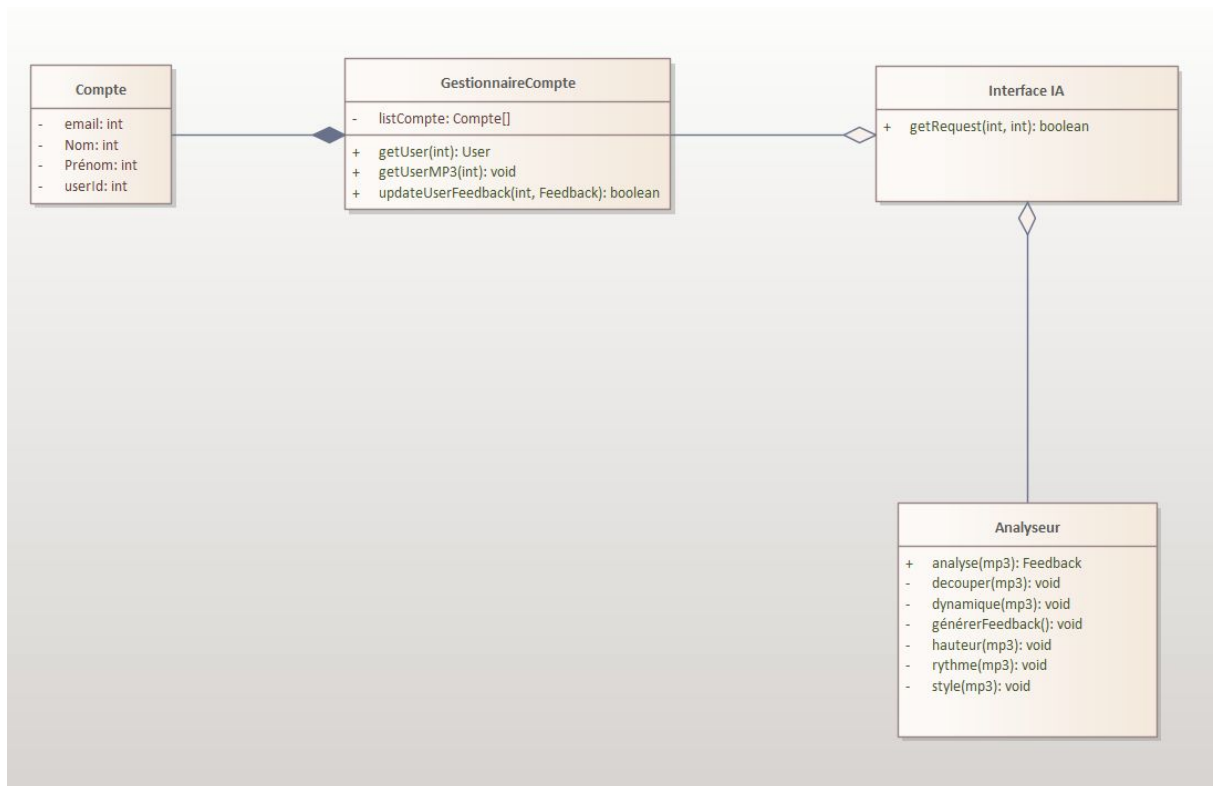 Compte
- email: int
- Nom: int
- Prénom: int
- userId: int
GestionnaireCompte
- listCompte: Compte[]
+ getUser(int): User
+ getUserMP3(int): void
+ updateUserFeedback(int, Feedback): boolean
Interface IA
+ getRequest(int, int): boolean
Analyseur
+ analyse(mp3): Feedback
- decouper(mp3): void
- dynamique(mp3): void
- générerFeedback(): void
- hauteur(mp3): void
- rythme(mp3): void
- style(mp3): void